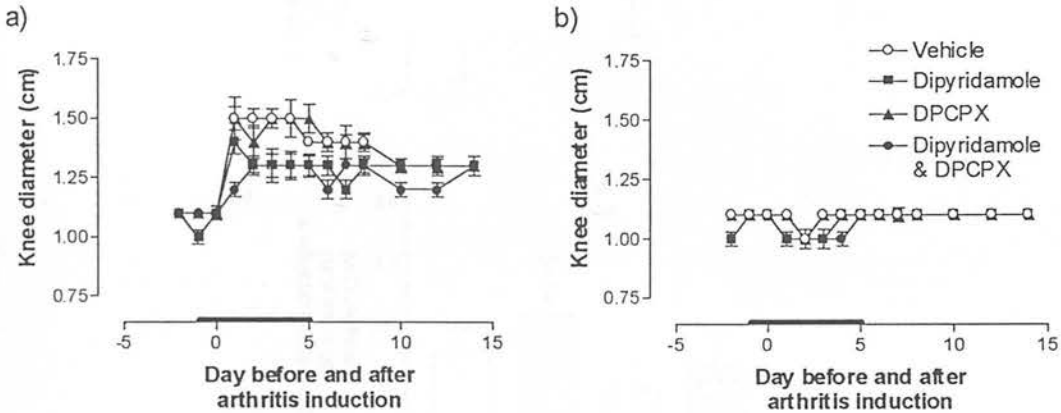 a)
Knee diameter (cm)
1.75
1.50
1.25
1.00
0.75
-5
0
5
10
15
Day before and after
arthritis induction
b)
Knee diameter (cm)
1.75
1.50
1.25
1.00
0.75
-5
0
5
10
15
Day before and after
arthritis induction
Vehicle
Dipyridamole
DPCPX
Dipyridamole
& DPCPX